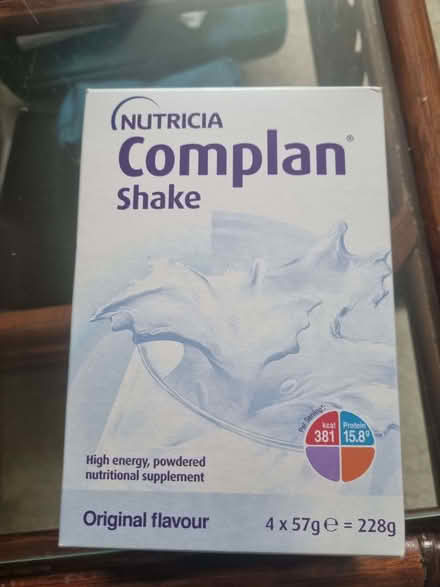 NUTRICIA
Complan®
Shake
Per Serving*:
kcal
381
Protein
15.8g
High energy, powdered
nutritional supplement
Original flavour
4 x 57g e = 228g